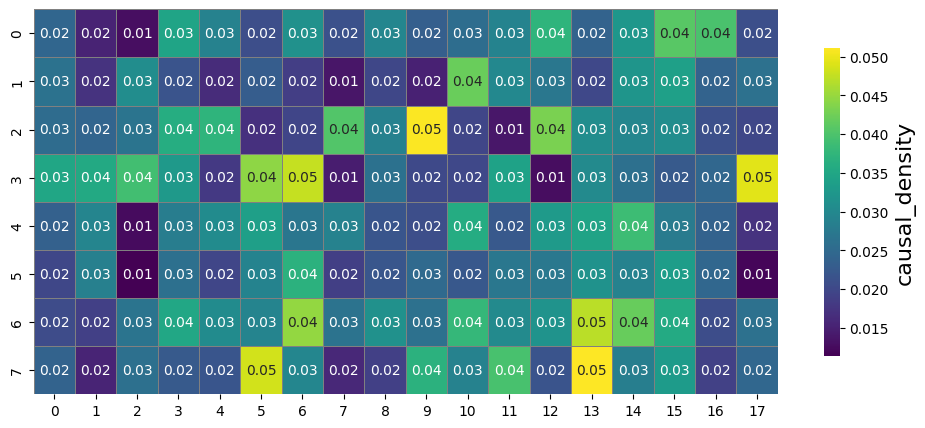 0 0.02 0.02 0.01 0.03 0.03 0.02 0.03 0.02 0.03 0.02 0.03 0.03 0.04 0.02 0.03 0.04 0.04 0.02
1 0.03 0.02 0.03 0.02 0.02 0.02 0.02 0.01 0.02 0.02 0.04 0.03 0.03 0.02 0.03 0.03 0.02 0.03
2 0.03 0.02 0.03 0.04 0.04 0.02 0.02 0.04 0.03 0.05 0.02 0.01 0.04 0.03 0.03 0.03 0.02 0.02
3 0.03 0.04 0.04 0.03 0.02 0.04 0.05 0.01 0.03 0.02 0.02 0.03 0.01 0.03 0.03 0.02 0.02 0.05
4 0.02 0.03 0.01 0.03 0.03 0.03 0.03 0.03 0.02 0.02 0.04 0.02 0.03 0.03 0.04 0.03 0.02 0.02
5 0.02 0.03 0.01 0.03 0.02 0.03 0.04 0.02 0.02 0.02 0.03 0.02 0.03 0.03 0.03 0.03 0.02 0.01
6 0.02 0.02 0.03 0.04 0.03 0.03 0.04 0.03 0.03 0.03 0.04 0.03 0.03 0.05 0.04 0.04 0.02 0.03
7 0.02 0.02 0.03 0.02 0.02 0.05 0.03 0.02 0.02 0.04 0.03 0.04 0.02 0.05 0.03 0.03 0.02 0.02
0 1 2 3 4 5 6 7 8 9 10 11 12 13 14 15 16 17
0.050
0.045
0.040
0.035
0.030
0.025
0.020
0.015
causal_density